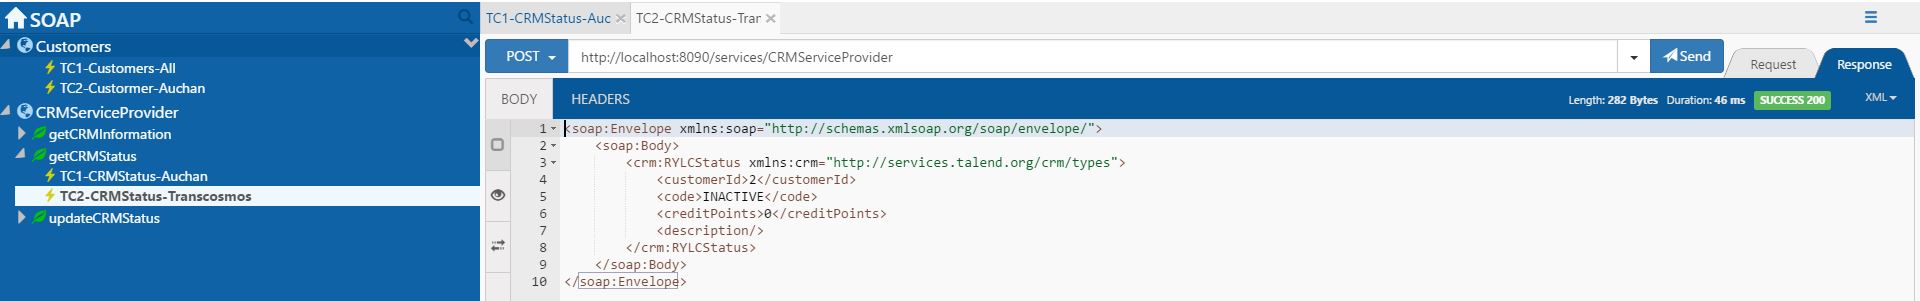 SOAP
Customers
TC1-Customers-All
TC2-Custormer-Auchan
CRMServiceProvider
getCRMInformation
getCRMStatus
TC1-CRMStatus-Auchan
TC2-CRMStatus-Transcosmos
updateCRMStatus
TC1-CRMStatus-Auc TC2-CRMStatus-Tran
POST http://localhost:8090/services/CRMServiceProvider Send Request Response
BODY HEADERS Length: 282 Bytes Duration: 46 ms SUCCESS 200 XML
1 <soap:Envelope xmlns:soap="http://schemas.xmlsoap.org/soap/envelope/">
2 <soap:Body>
3 <crm:RYLCStatus xmlns:crm="http://services.talend.org/crm/types">
4 <customerId>2</customerId>
5 <code>INACTIVE</code>
6 <creditPoints>0</creditPoints>
7 <description/>
8 </crm:RYLCStatus>
9 </soap:Body>
10 </soap:Envelope>